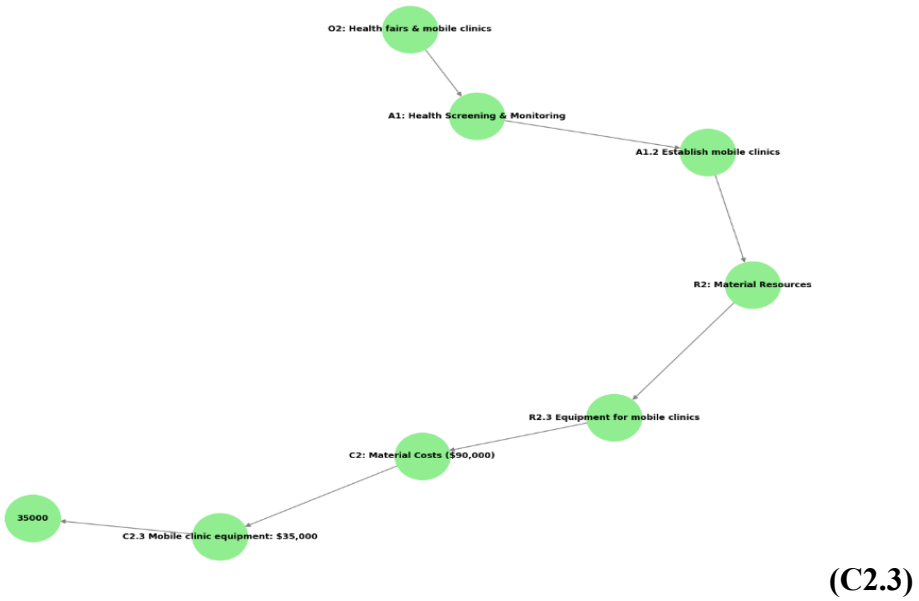 O2: Health fairs & mobile clinics
A1: Health Screening & Monitoring
A1.2 Establish mobile clinics
R2: Material Resources
R2.3 Equipment for mobile clinics
C2: Material Costs ($90,000)
C2.3 Mobile clinic equipment: $35,000
35000
(C2.3)